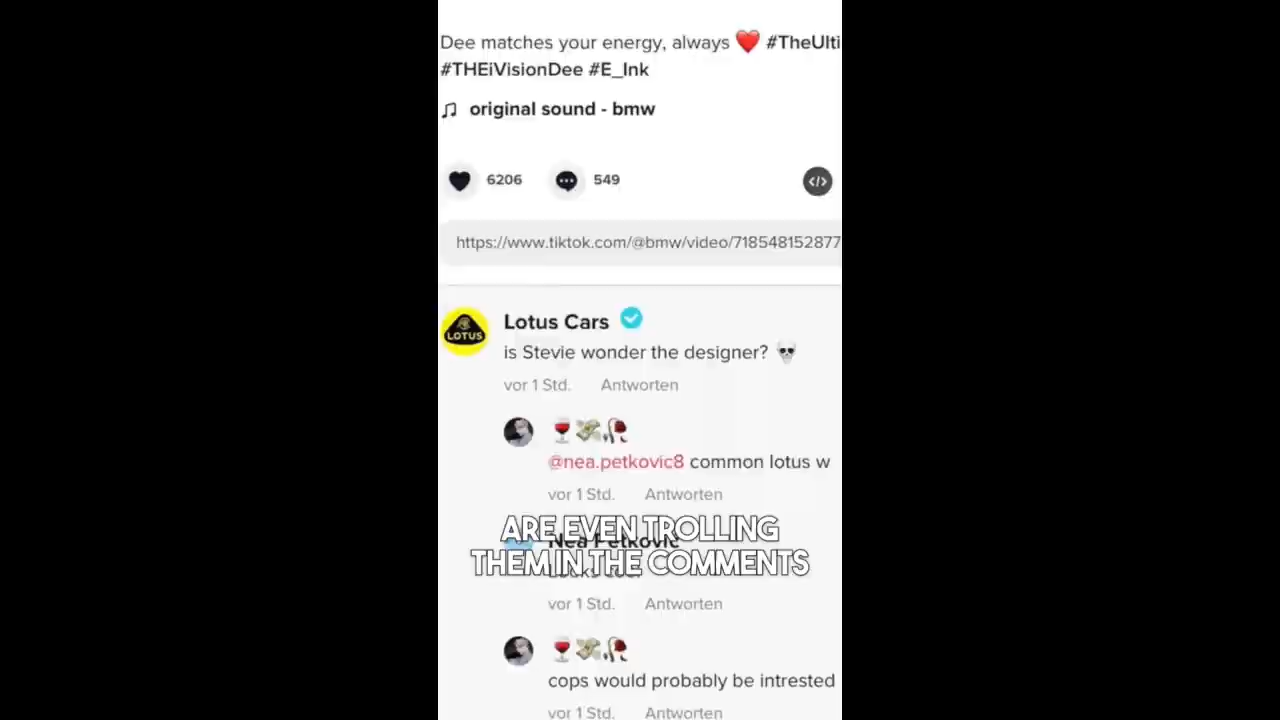 Dee matches your energy, always ❤️ #TheUlti
#THEiVisionDee #E_Ink
original sound - bmw
6206 549 </>
https://www.tiktok.com/@bmw/video/718548152877
LOTUS
Lotus Cars
is Stevie wonder the designer? 💀
vor 1 Std. Antworten
🍷💸🥀
@nea.petkovic8 common lotus w
vor 1 Std. Antworten
Nea Petkovic
ARE EVEN TROLLING
THEM IN THE COMMENTS
vor 1 Std. Antworten
🍷💸🥀
cops would probably be intrested
vor 1 Std. Antworten